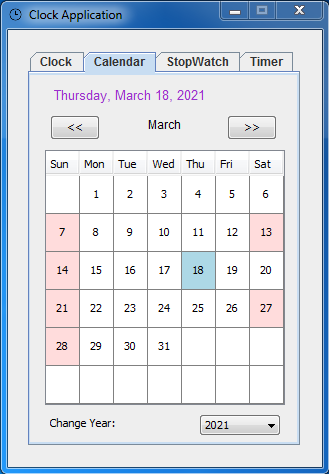 Clock Application
Clock Calendar StopWatch Timer
Thursday, March 18, 2021
<< March >>
Sun Mon Tue Wed Thu Fri Sat
1 2 3 4 5 6
7 8 9 10 11 12 13
14 15 16 17 18 19 20
21 22 23 24 25 26 27
28 29 30 31
Change Year: 2021